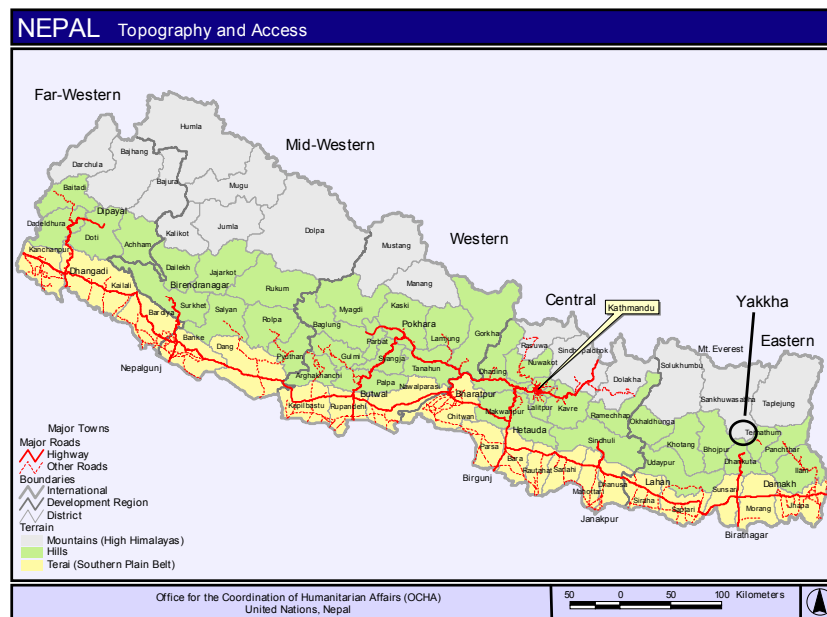 NEPAL Topography and Access
Far-Western
Humla
Mid-Western
Bajhang
Darchula
Bajura
Mugu
Baitadi
Dipayal
Jumla
Dolpa
Kalikot
Dadeldhura
Doti
Achham
Mustang
Western
Kanchanpur
Dhangadi
Dailekh
Jajarkot
Manang
Kailali
Birendranagar
Rukum
Central
Kathmandu
Yakkha
Surkhet
Salyan
Myagdi
Kaski
Gorkha
Bardiya
Rolpa
Baglung
Pokhara
Lamjung
Rasuwa
Sindhupalchok
Mt. Everest
Eastern
Banke
Dang
Pyuthan
Gulmi
Parbat
Syangja
Tanahun
Dhading
Nuwakot
Dolakha
Solukhumbu
Nepalgunj
Arghakhanchi
Palpa
Nawalparasi
Bharatpur
Lalitpur
Kavre
Sankhuwasabha
Taplejung
Kapilbastu
Rupandehi
Butwal
Chitwan
Makwanpur
Ramechhap
Okhaldhunga
Terhathum
Hetauda
Sindhuli
Khotang
Bhojpur
Panchthar
Parsa
Bara
Udaypur
Dhankuta
Ilam
Birgunj
Rautahat
Sarlahi
Mahottari
Dhanusa
Lahan
Siraha
Saptari
Sunsari
Damakh
Morang
Jhapa
Janakpur
Biratnagar
Major Towns
Major Roads
Highway
Other Roads
Boundaries
International
Development Region
District
Terrain
Mountains (High Himalayas)
Hills
Terai (Southern Plain Belt)
Office for the Coordination of Humanitarian Affairs (OCHA)
United Nations, Nepal
50 0 50 100 Kilometers